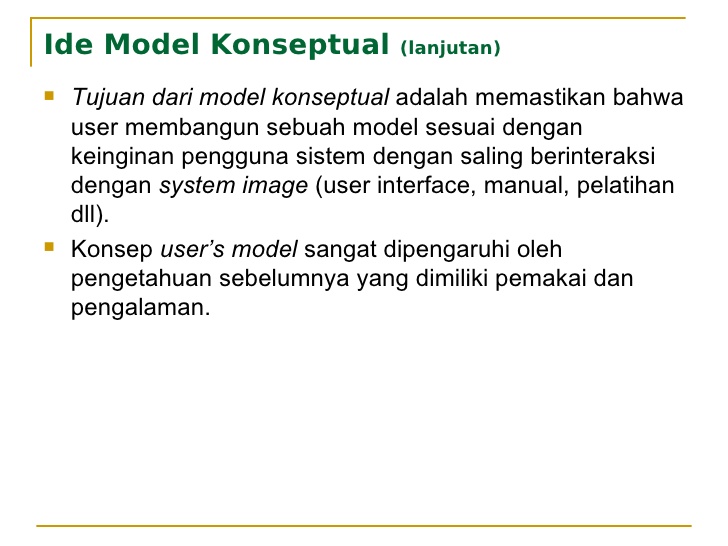 Ide Model Konseptual (lanjutan)
Tujuan dari model konseptual adalah memastikan bahwa
user membangun sebuah model sesuai dengan
keinginan pengguna sistem dengan saling berinteraksi
dengan system image (user interface, manual, pelatihan
dll).
Konsep user’s model sangat dipengaruhi oleh
pengetahuan sebelumnya yang dimiliki pemakai dan
pengalaman.